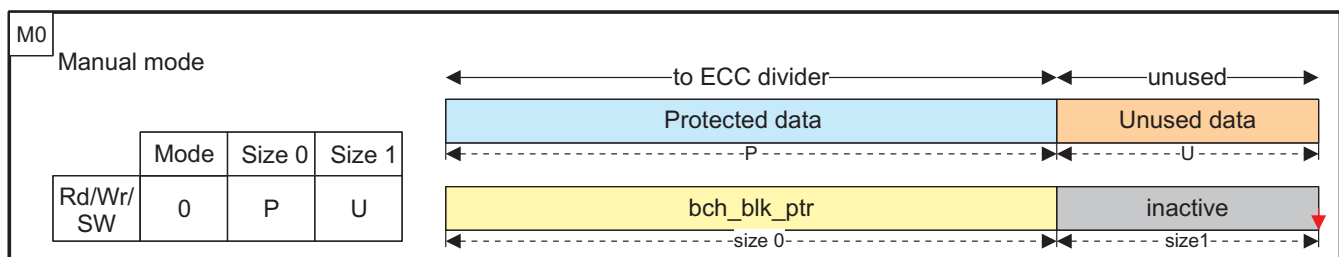 M0
Manual mode
to ECC divider
unused
Protected data
Unused data
P
U
Mode Size 0 Size 1
Rd/Wr/
SW
0 P U
bch_blk_ptr
inactive
size 0
size1